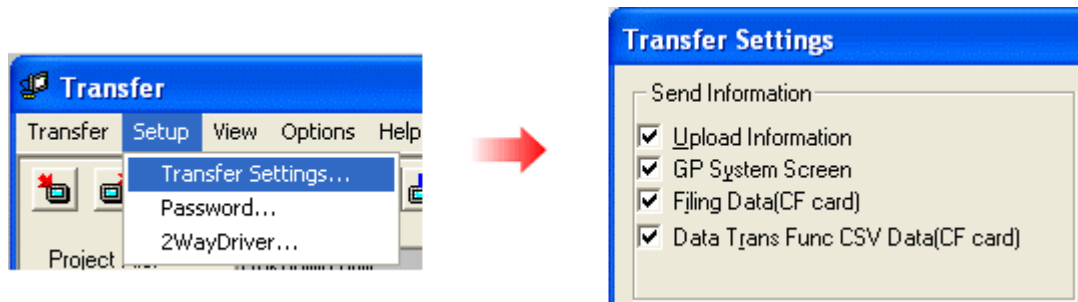 Transfer
Transfer Setup View Options Help
Transfer Settings...
Password...
2WayDriver...
Project
Transfer Settings
Send Information
Upload Information
GP System Screen
Filing Data(CF card)
Data Trans Func CSV Data(CF card)